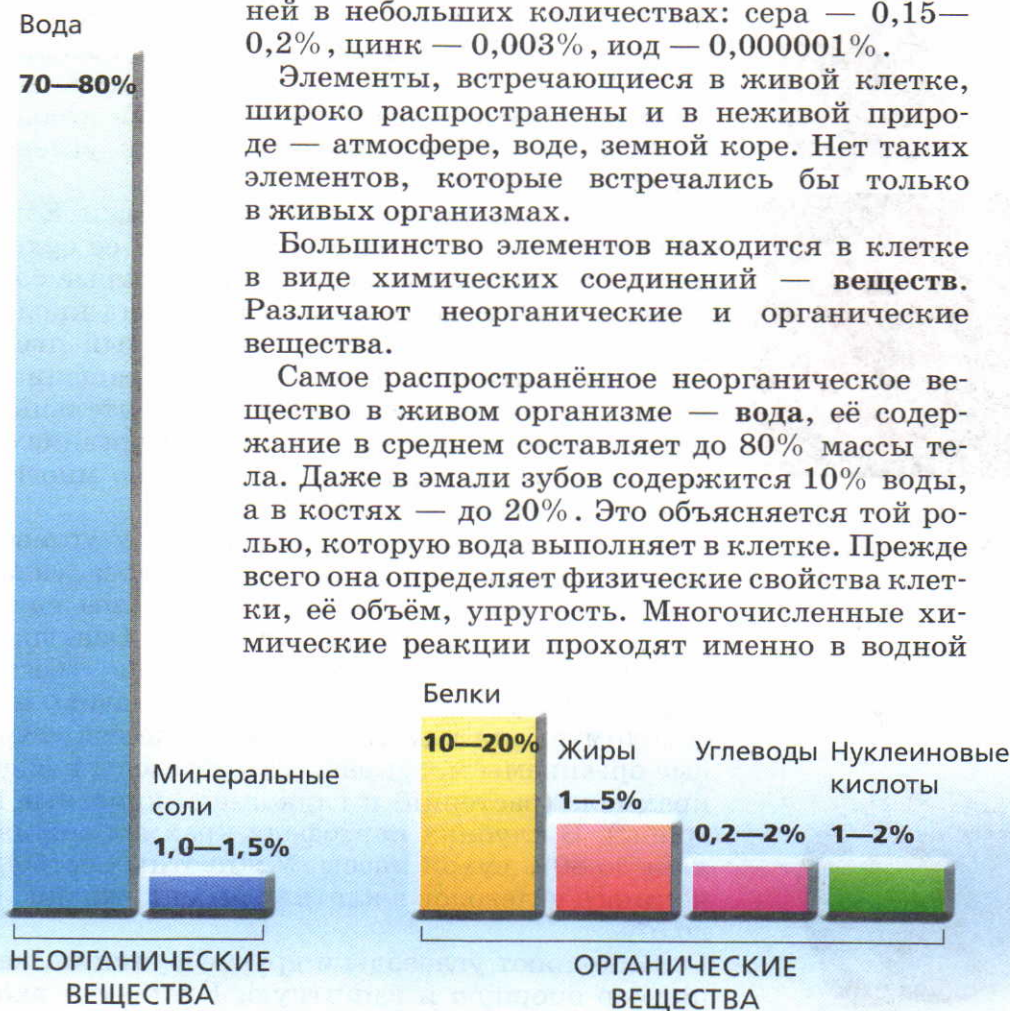 ней в небольших количествах: сера — 0,15—
0,2%, цинк — 0,003%, иод — 0,000001%.
Элементы, встречающиеся в живой клетке,
широко распространены и в неживой приро-
де — атмосфере, воде, земной коре. Нет таких
элементов, которые встречались бы только
в живых организмах.
Большинство элементов находится в клетке
в виде химических соединений — веществ.
Различают неорганические и органические
вещества.
Самое распространённое неорганическое ве-
щество в живом организме — вода, её содер-
жание в среднем составляет до 80% массы те-
ла. Даже в эмали зубов содержится 10% воды,
а в костях — до 20%. Это объясняется той ро-
лью, которую вода выполняет в клетке. Прежде
всего она определяет физические свойства клет-
ки, её объём, упругость. Многочисленные хи-
мические реакции проходят именно в водной
Вода
70—80%
Минеральные
соли
1,0—1,5%
НЕОРГАНИЧЕСКИЕ
ВЕЩЕСТВА
Белки
10—20%
Жиры
1—5%
Углеводы
0,2—2%
Нуклеиновые
кислоты
1—2%
ОРГАНИЧЕСКИЕ
ВЕЩЕСТВА